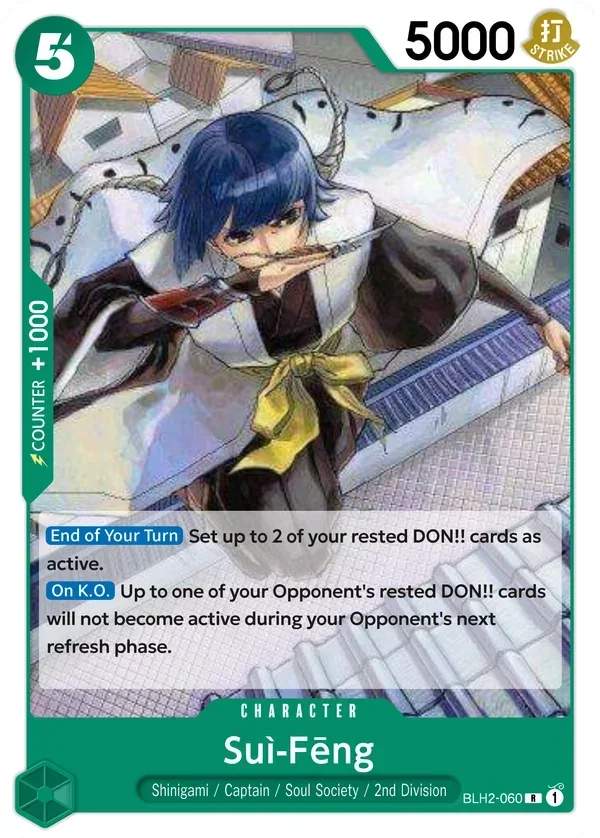 5
5000
打
STRIKE
COUNTER +1000
End of Your Turn Set up to 2 of your rested DON!! cards as
active.
On K.O. Up to one of your Opponent's rested DON!! cards
will not become active during your Opponent's next
refresh phase.
CHARACTER
Suì-Fēng
Shinigami / Captain / Soul Society / 2nd Division
BLH2-060 R 1